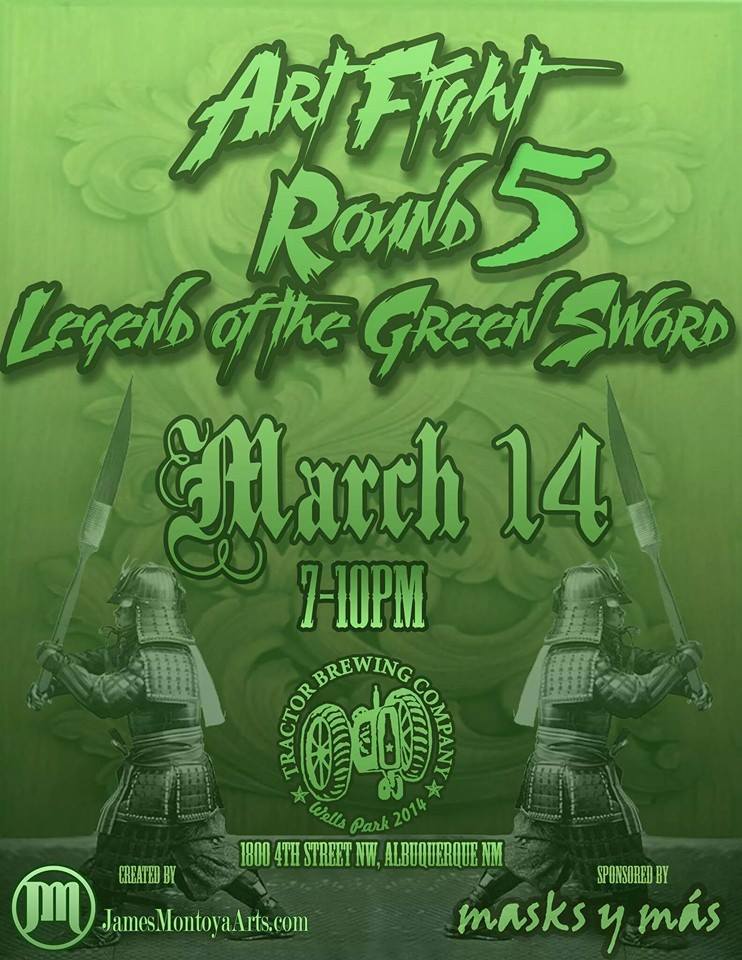 Art Fight
Round 5
Legend of the Green Sword
March 14
7-10PM
TRACTOR BREWING COMPANY
Wells Park 2014
1800 4TH STREET NW, ALBUQUERQUE NM
CREATED BY
JM
JamesMontoyaArts.com
SPONSORED BY
masks y más